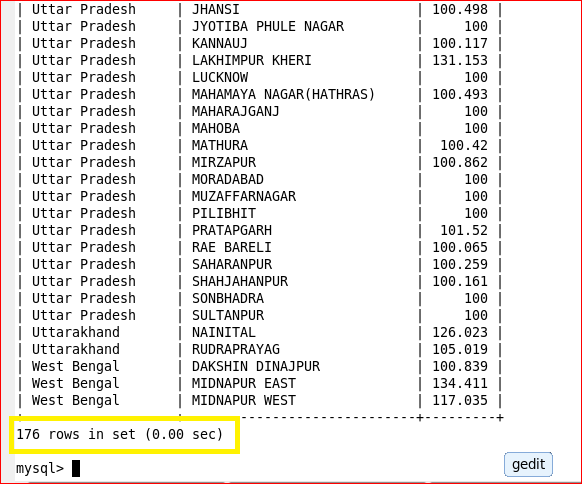 | Uttar Pradesh | JHANSI | 100.498 |
| Uttar Pradesh | JYOTIBA PHULE NAGAR | 100 |
| Uttar Pradesh | KANNAUJ | 100.117 |
| Uttar Pradesh | LAKHIMPUR KHERI | 131.153 |
| Uttar Pradesh | LUCKNOW | 100 |
| Uttar Pradesh | MAHAMAYA NAGAR(HATHRAS) | 100.493 |
| Uttar Pradesh | MAHARAJGANJ | 100 |
| Uttar Pradesh | MAHOBA | 100 |
| Uttar Pradesh | MATHURA | 100.42 |
| Uttar Pradesh | MIRZAPUR | 100.862 |
| Uttar Pradesh | MORADABAD | 100 |
| Uttar Pradesh | MUZAFFARNAGAR | 100 |
| Uttar Pradesh | PILIBHIT | 100 |
| Uttar Pradesh | PRATAPGARH | 101.52 |
| Uttar Pradesh | RAE BARELI | 100.065 |
| Uttar Pradesh | SAHARANPUR | 100.259 |
| Uttar Pradesh | SHAHJAHANPUR | 100.161 |
| Uttar Pradesh | SONBHADRA | 100 |
| Uttar Pradesh | SULTANPUR | 100 |
| Uttarakhand | NAINITAL | 126.023 |
| Uttarakhand | RUDRAPRAYAG | 105.019 |
| West Bengal | DAKSHIN DINAJPUR | 100.839 |
| West Bengal | MIDNAPUR EAST | 134.411 |
| West Bengal | MIDNAPUR WEST | 117.035 |
176 rows in set (0.00 sec)
mysql>
gedit